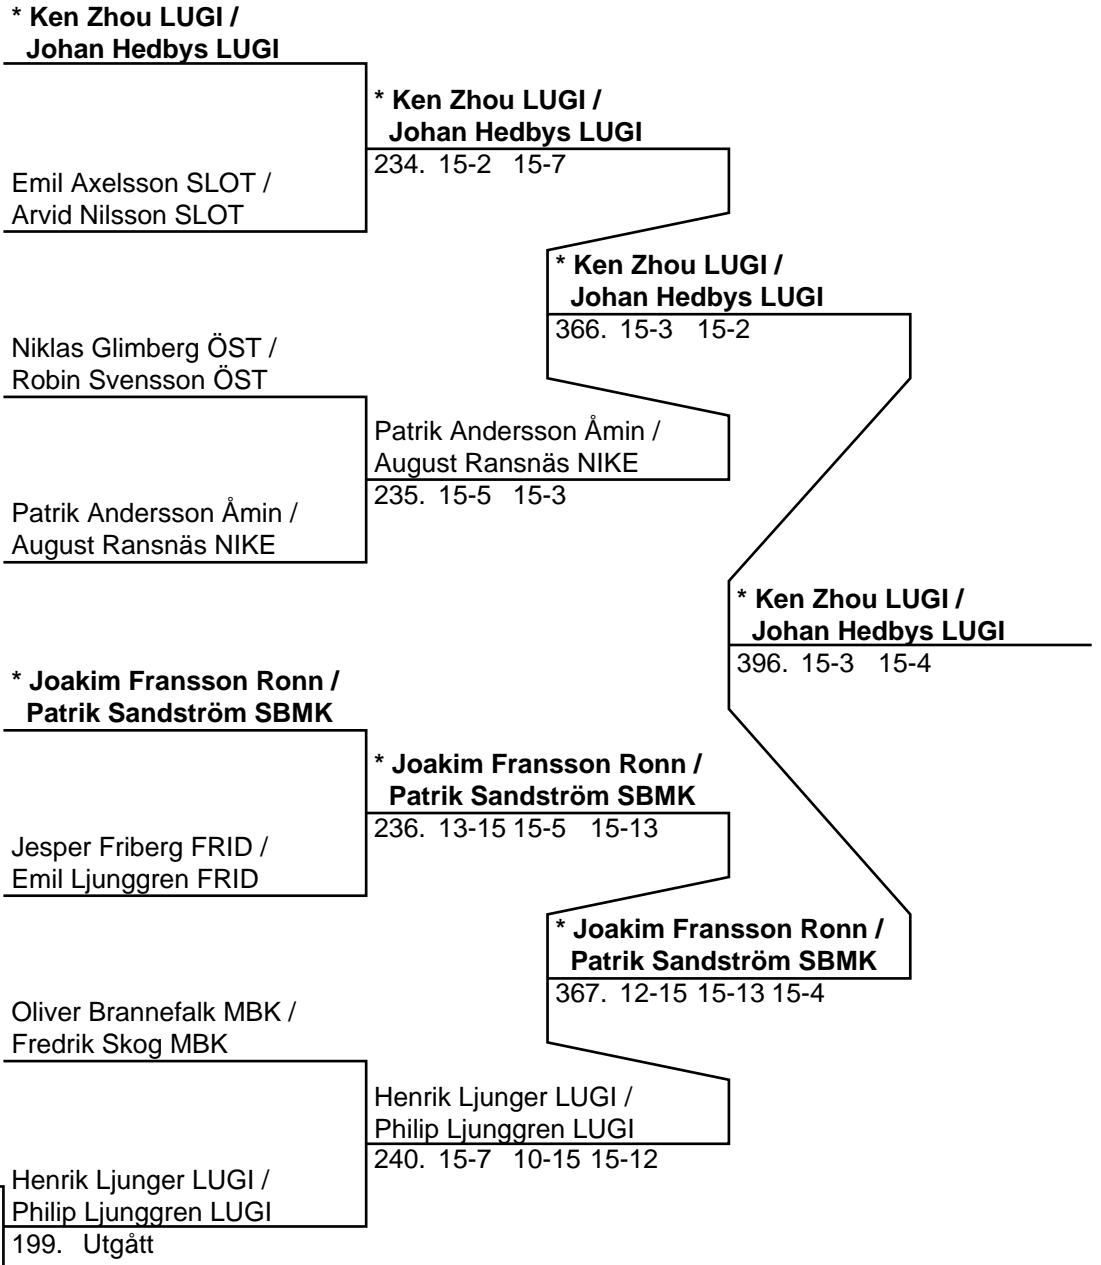 * Ken Zhou LUGI /
Johan Hedbys LUGI
* Ken Zhou LUGI /
Johan Hedbys LUGI
234. 15-2 15-7
Emil Axelsson SLOT /
Arvid Nilsson SLOT
* Ken Zhou LUGI /
Johan Hedbys LUGI
366. 15-3 15-2
Niklas Glimberg ÖST /
Robin Svensson ÖST
Patrik Andersson Åmin /
August Ransnäs NIKE
235. 15-5 15-3
Patrik Andersson Åmin /
August Ransnäs NIKE
* Ken Zhou LUGI /
Johan Hedbys LUGI
396. 15-3 15-4
* Joakim Fransson Ronn /
Patrik Sandström SBMK
* Joakim Fransson Ronn /
Patrik Sandström SBMK
236. 13-15 15-5 15-13
Jesper Friberg FRID /
Emil Ljunggren FRID
* Joakim Fransson Ronn /
Patrik Sandström SBMK
367. 12-15 15-13 15-4
Oliver Brannefalk MBK /
Fredrik Skog MBK
Henrik Ljunger LUGI /
Philip Ljunggren LUGI
240. 15-7 10-15 15-12
Henrik Ljunger LUGI /
Philip Ljunggren LUGI
199. Utgått